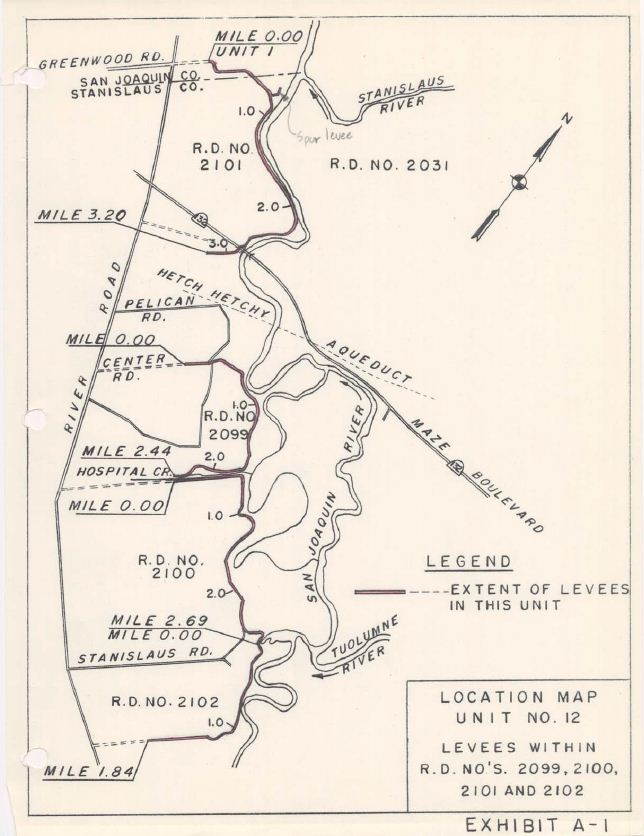 MILE 0.00
UNIT 1
GREENWOOD RD.
SAN JOAQUIN CO.
STANISLAUS CO.
STANISLAUS
RIVER
1.0
Spur levee
R.D. NO.
2101
R.D. NO. 2031
N
2.0
MILE 3.20
3.0
HETCH HETCHY
AQUEDUCT
PELICAN
RD.
RIVER ROAD
MILE 0.00
CENTER
RD.
1.0
R.D. NO
2099
MAZE BOULEVARD
MILE 2.44
2.0
HOSPITAL CR.
MILE 0.00
1.0
SAN JOAQUIN RIVER
R.D. NO.
2100
2.0
LEGEND
EXTENT OF LEVEES
IN THIS UNIT
MILE 2.69
MILE 0.00
TUOLUMNE
RIVER
STANISLAUS RD.
R.D. NO. 2102
1.0
MILE 1.84
LOCATION MAP
UNIT NO. 12
LEVEES WITHIN
R.D. NO'S. 2099, 2100,
2101 AND 2102
EXHIBIT A-1